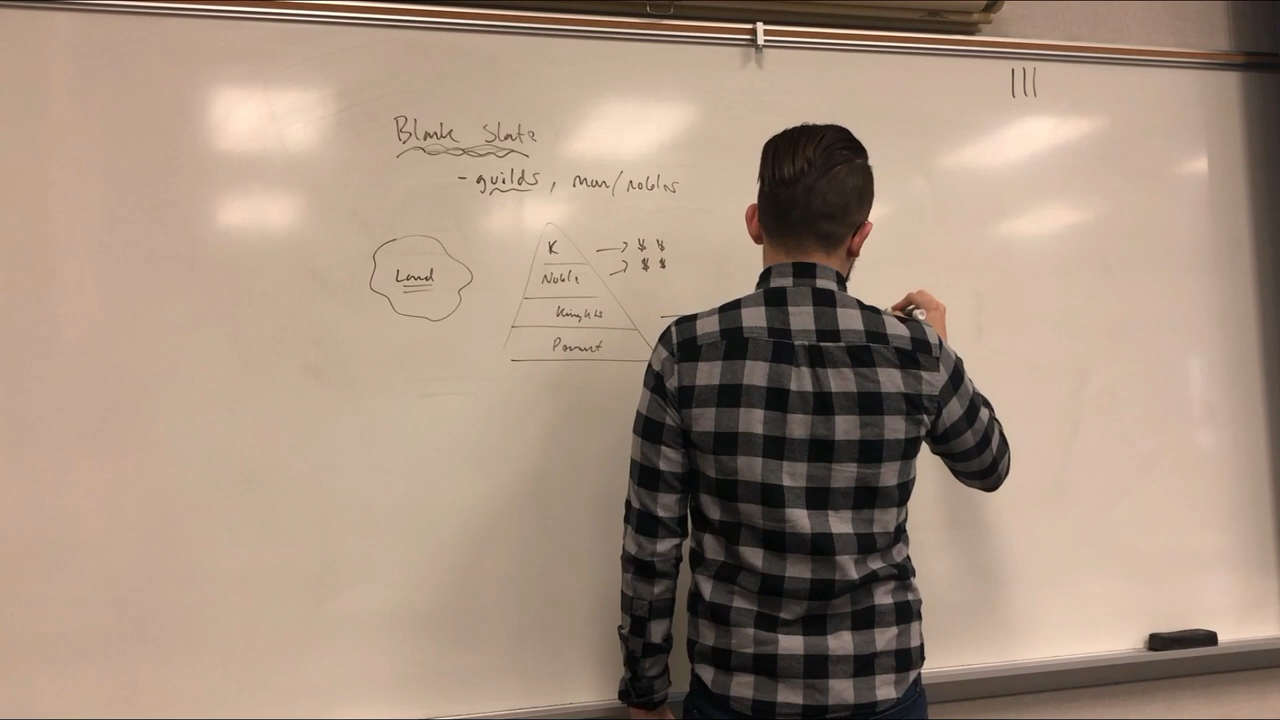 Blank Slate
- guilds, man/nobles
Land
K → $ $
Noble → $ $
Knights
Peasant
III